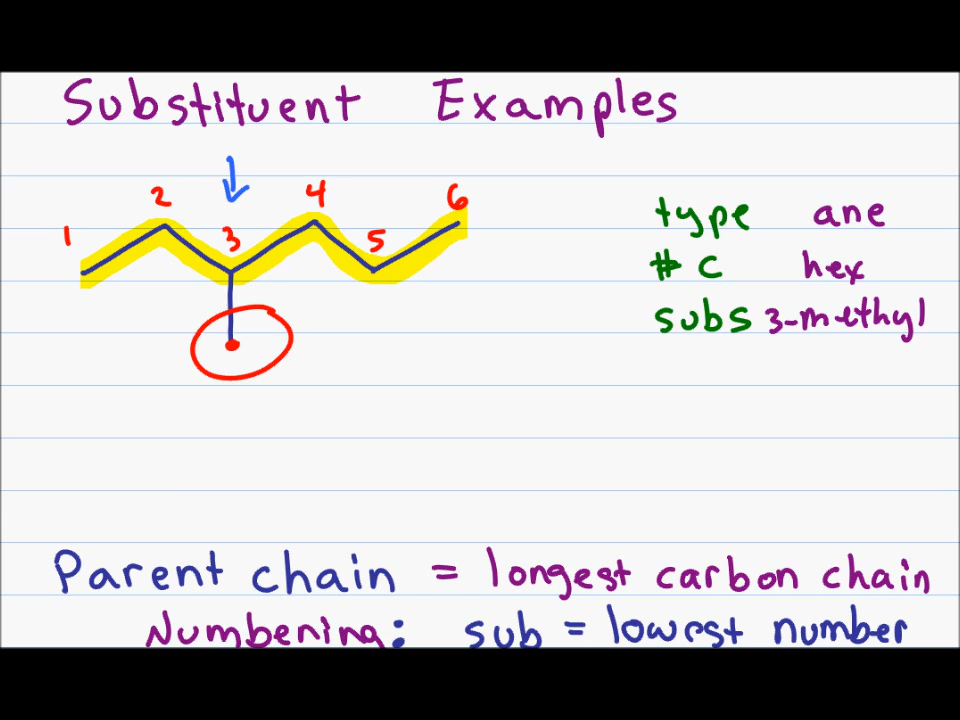 Substituent Examples
1 2 3 4 5 6
type ane
# C hex
subs 3-methyl
Parent chain = longest carbon chain
Numbering: sub = lowest number